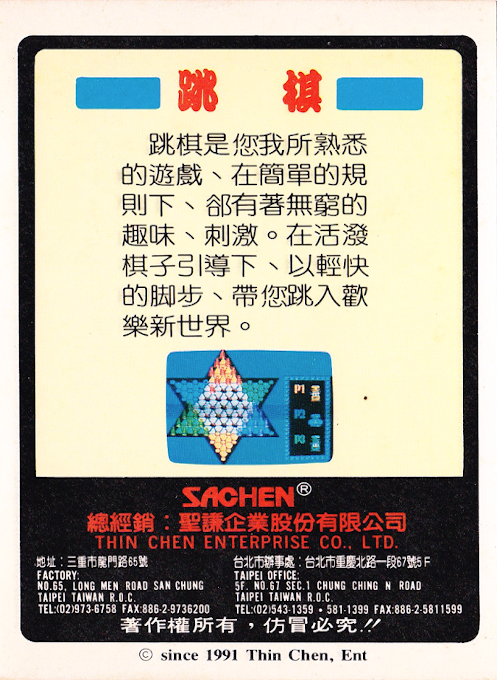 跳棋
跳棋是您我所熟悉
的遊戲、在簡單的規
則下、卻有著無窮的
趣味、刺激。在活潑
棋子引導下、以輕快
的脚步、帶您跳入歡
樂新世界。
P1
P2
P3
SACHEN®
總經銷：聖謙企業股份有限公司
THIN CHEN ENTERPRISE CO., LTD.
地址：三重市龍門路65號
FACTORY:
NO.65, LONG MEN ROAD SAN CHUNG
TAIPEI TAIWAN R.O.C.
TEL:(02)973-6758 FAX:886-2-9736200
台北市辦事處：台北市重慶北路一段67號5F
TAIPEI OFFICE:
5F. NO.67 SEC.1 CHUNG CHING N ROAD
TAIPEI TAIWAN R.O.C.
TEL:(02)543-1359 • 581-1399 FAX:886-2-5811599
著作權所有，仿冒必究.!!
© since 1991 Thin Chen, Ent